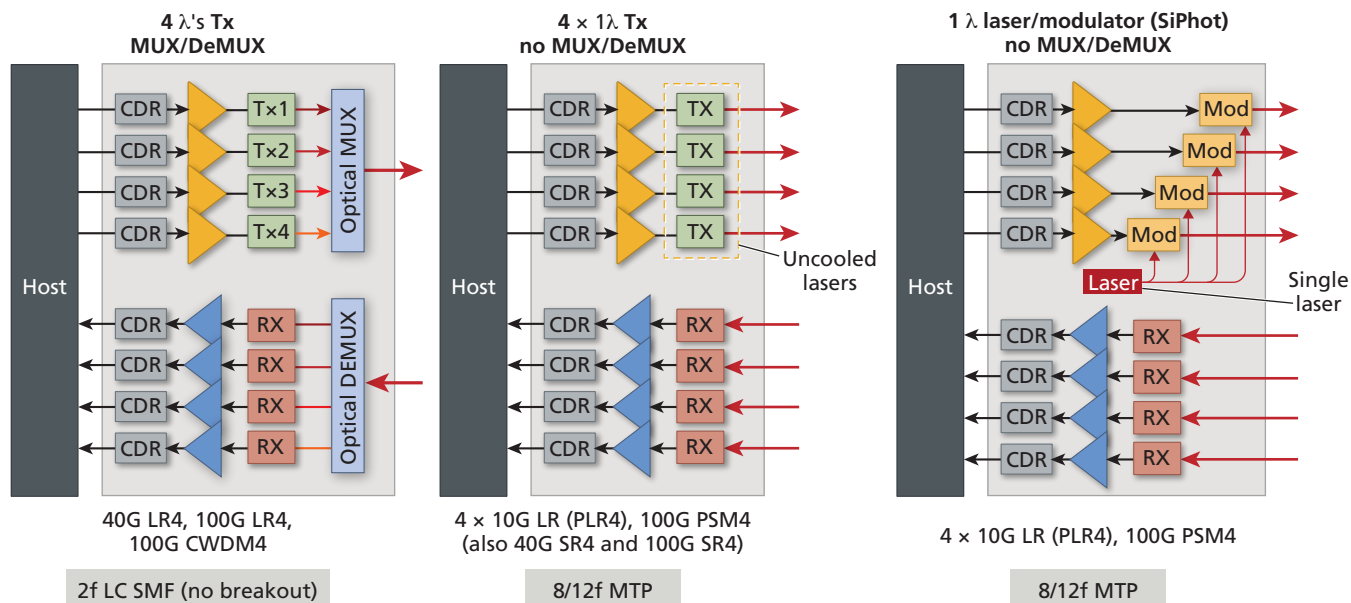 4 λ's Tx
MUX/DeMUX
Host
CDR
T×1
CDR
T×2
CDR
T×3
CDR
T×4
Optical MUX
CDR
RX
CDR
RX
CDR
RX
CDR
RX
Optical DEMUX
40G LR4, 100G LR4,
100G CWDM4
2f LC SMF (no breakout)
4 × 1λ Tx
no MUX/DeMUX
Host
CDR
TX
CDR
TX
CDR
TX
CDR
TX
Uncooled
lasers
CDR
RX
CDR
RX
CDR
RX
CDR
RX
4 × 10G LR (PLR4), 100G PSM4
(also 40G SR4 and 100G SR4)
8/12f MTP
1 λ laser/modulator (SiPhot)
no MUX/DeMUX
Host
CDR
Mod
CDR
Mod
CDR
Mod
CDR
Mod
Laser
Single
laser
CDR
RX
CDR
RX
CDR
RX
CDR
RX
4 × 10G LR (PLR4), 100G PSM4
8/12f MTP